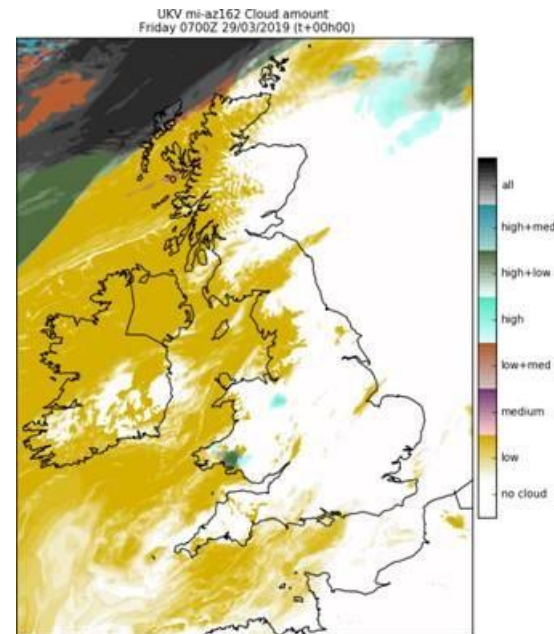 UKV mi-az162 Cloud amount
Friday 0700Z 29/03/2019 (t+00h00)
all
high+med
high+low
high
low+med
medium
low
no cloud